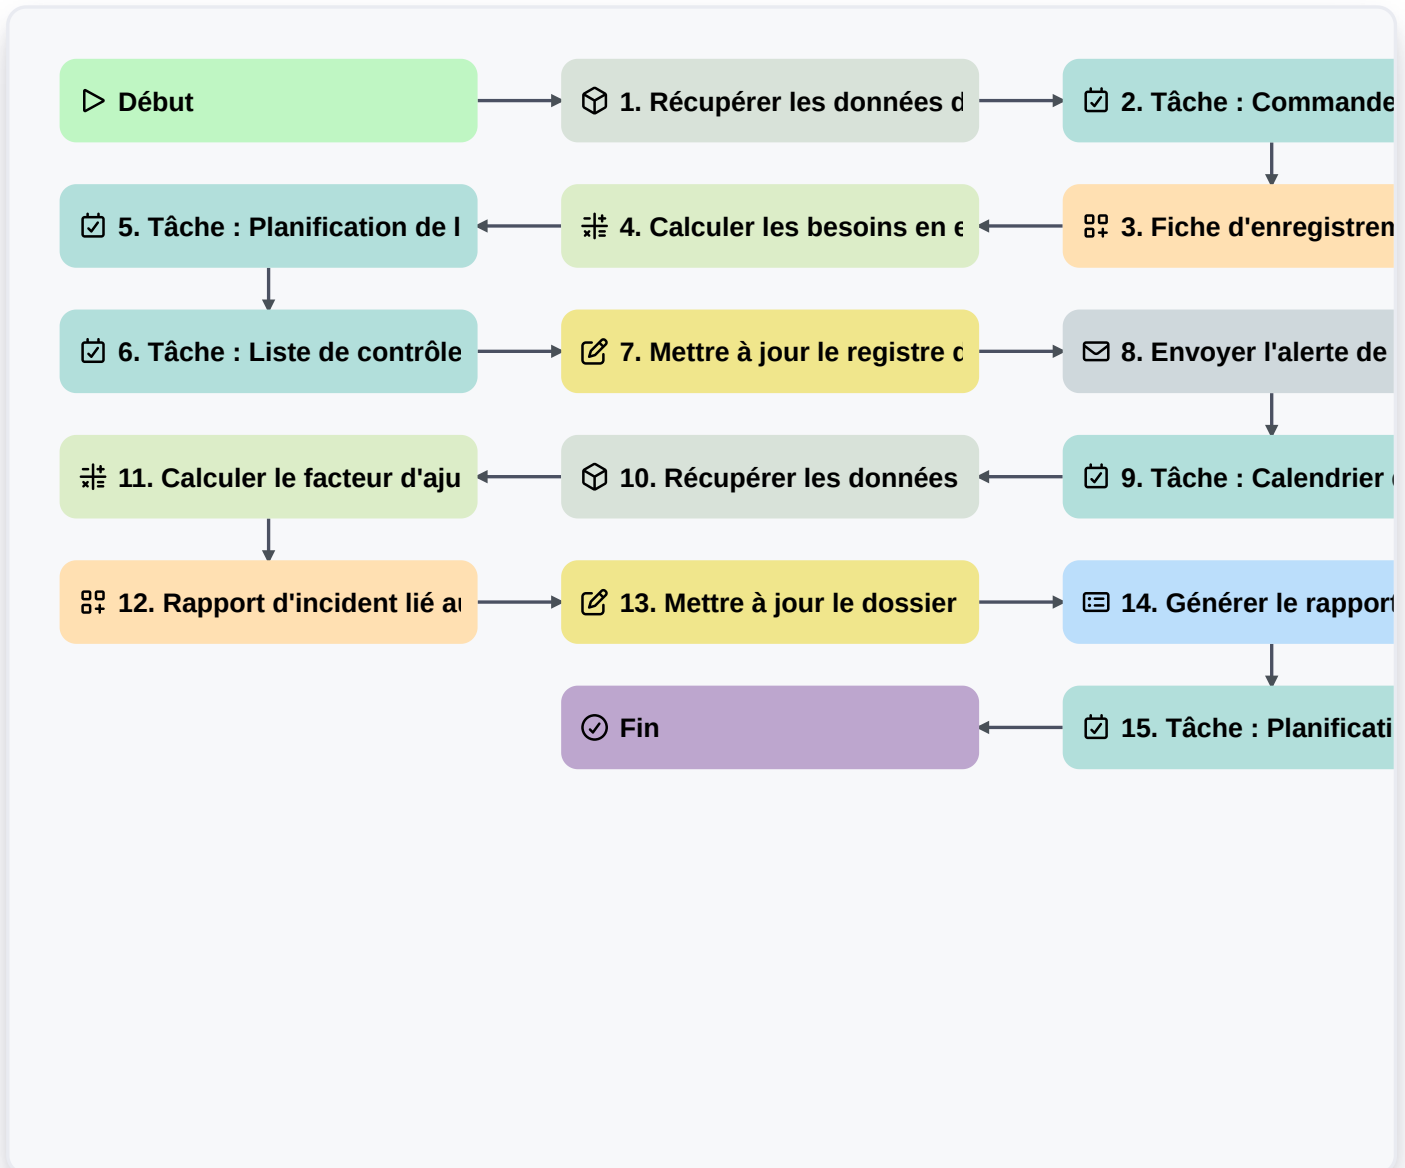 Début
1. Récupérer les données d
2. Tâche : Commande
5. Tâche : Planification de l
4. Calculer les besoins en e
3. Fiche d'enregistrem
6. Tâche : Liste de contrôle
7. Mettre à jour le registre d
8. Envoyer l'alerte de
11. Calculer le facteur d'aju
10. Récupérer les données
9. Tâche : Calendrier
12. Rapport d'incident lié au
13. Mettre à jour le dossier
14. Générer le rapport
Fin
15. Tâche : Planificati